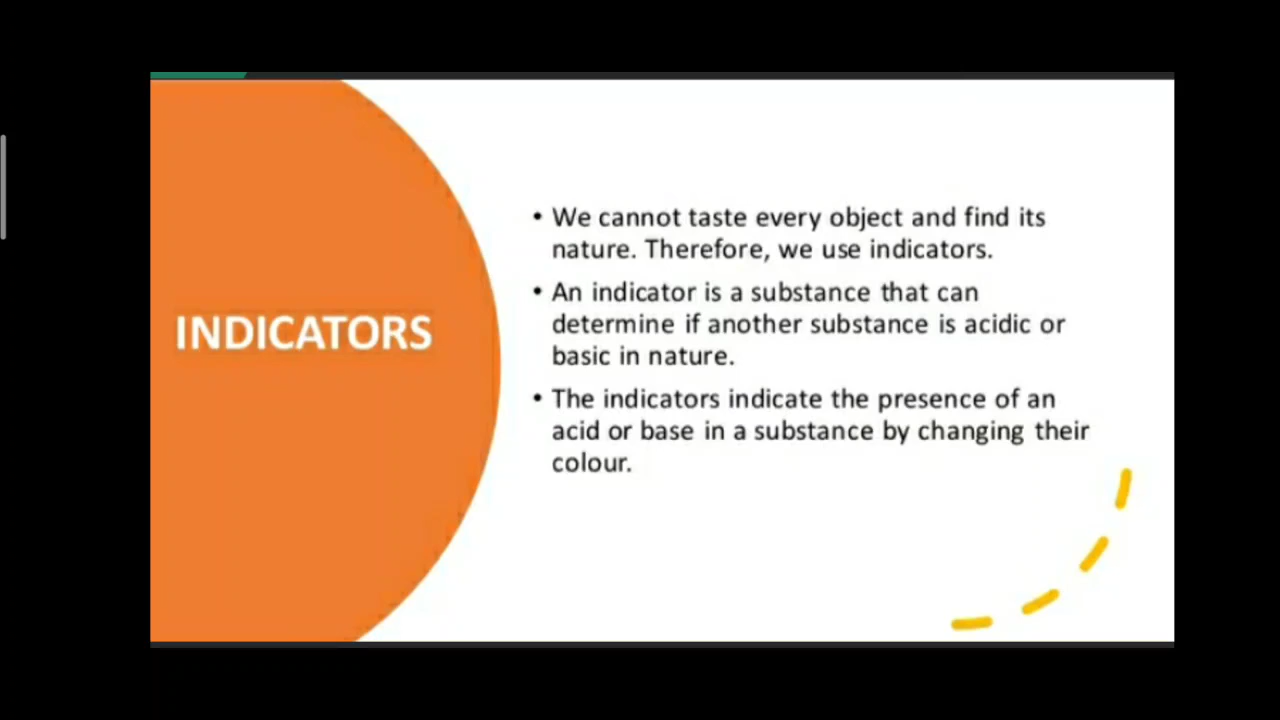 INDICATORS
• We cannot taste every object and find its
nature. Therefore, we use indicators.
• An indicator is a substance that can
determine if another substance is acidic or
basic in nature.
• The indicators indicate the presence of an
acid or base in a substance by changing their
colour.